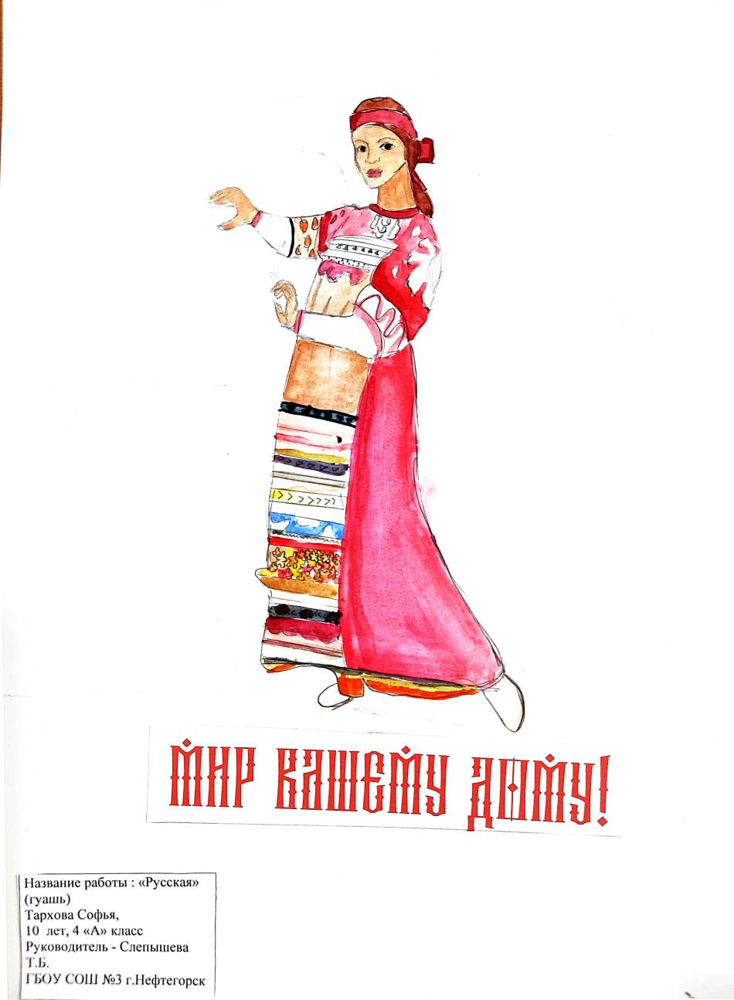 МИР ВАШЕМУ ДОМУ!
Название работы : «Русская»
(гуашь)
Тархова Софья,
10 лет, 4 «А» класс
Руководитель - Слепышева
Т.Б.
ГБОУ СОШ №3 г.Нефтегорск